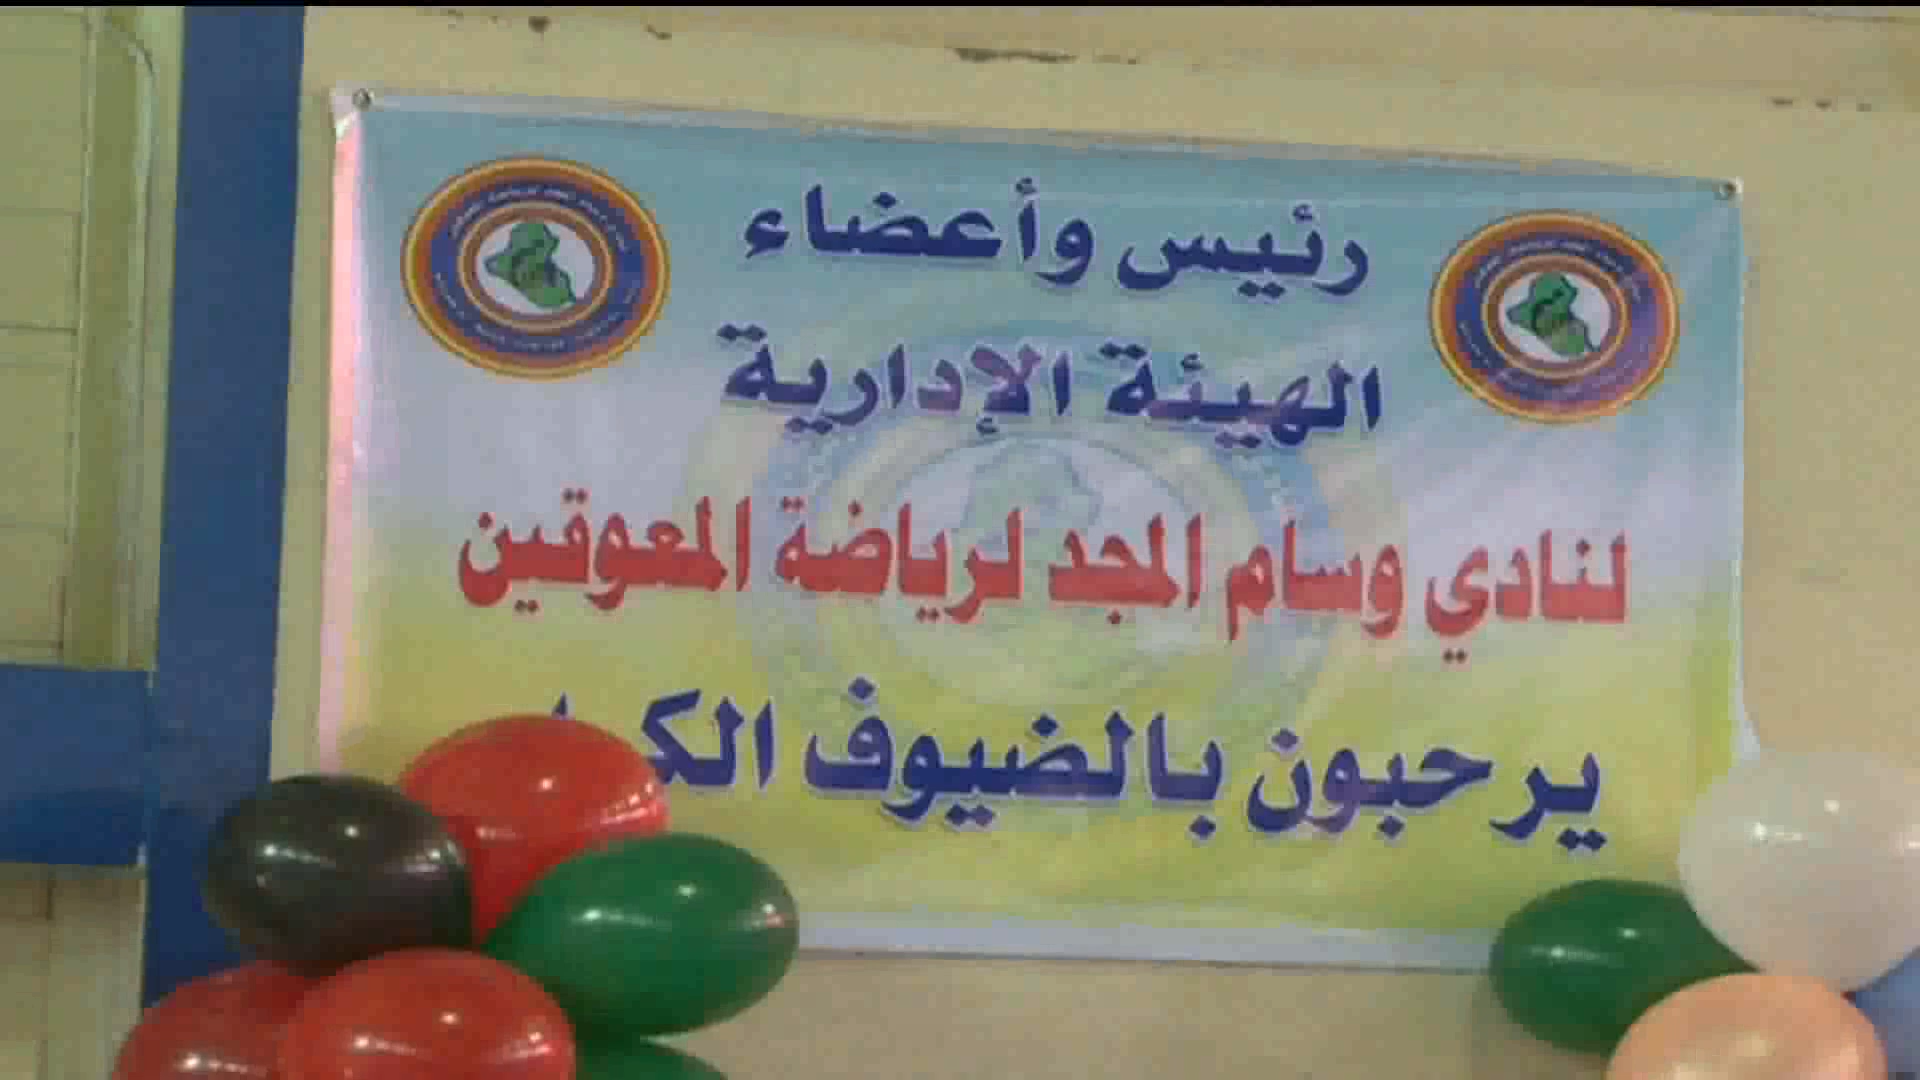 رئيس وأعضاء
الهيئة الإدارية
لنادي وسام المجد لرياضة المعوقين
يرحبون بالضيوف